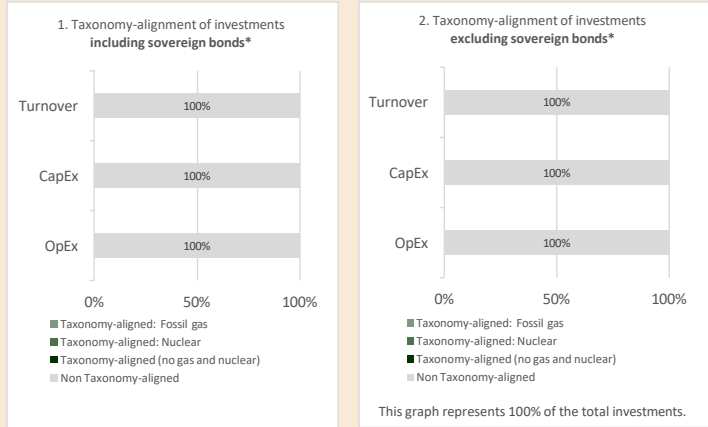 1. Taxonomy-alignment of investments
including sovereign bonds*
Turnover
100%
CapEx
100%
OpEx
100%
0%
50%
100%
Taxonomy-aligned: Fossil gas
Taxonomy-aligned: Nuclear
Taxonomy-aligned (no gas and nuclear)
Non Taxonomy-aligned
2. Taxonomy-alignment of investments
excluding sovereign bonds*
Turnover
100%
CapEx
100%
OpEx
100%
0%
50%
100%
Taxonomy-aligned: Fossil gas
Taxonomy-aligned: Nuclear
Taxonomy-aligned (no gas and nuclear)
Non Taxonomy-aligned
This graph represents 100% of the total investments.